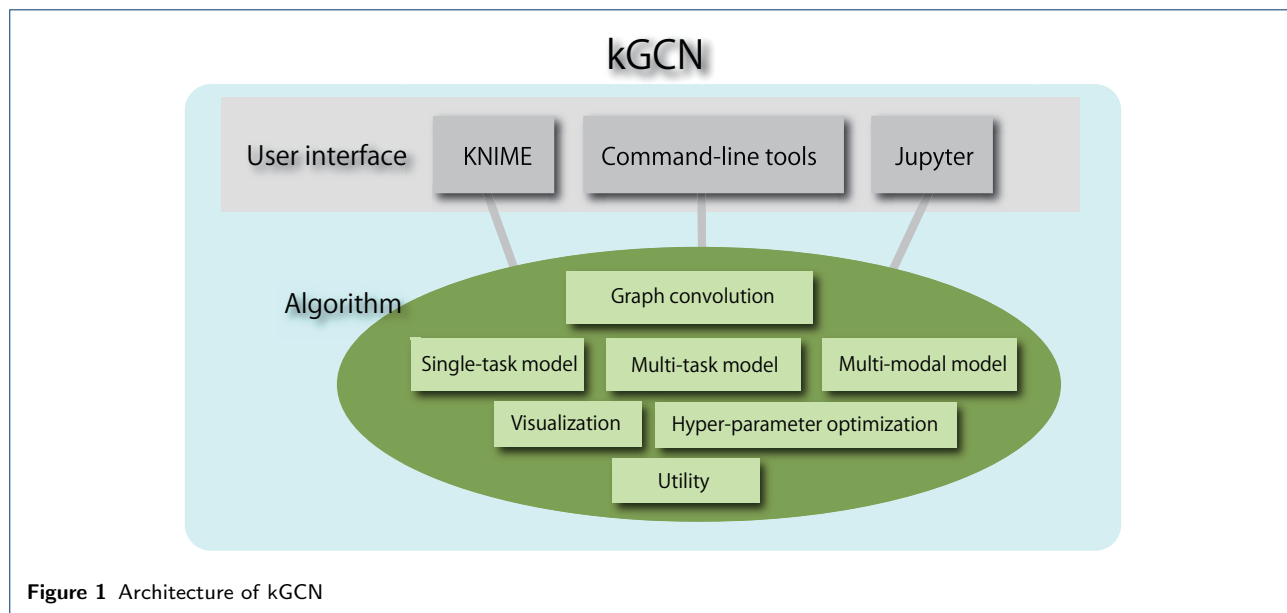 kGCN
User interface
KNIME
Command-line tools
Jupyter
Algorithm
Graph convolution
Single-task model
Multi-task model
Multi-modal model
Visualization
Hyper-parameter optimization
Utility
Figure 1 Architecture of kGCN